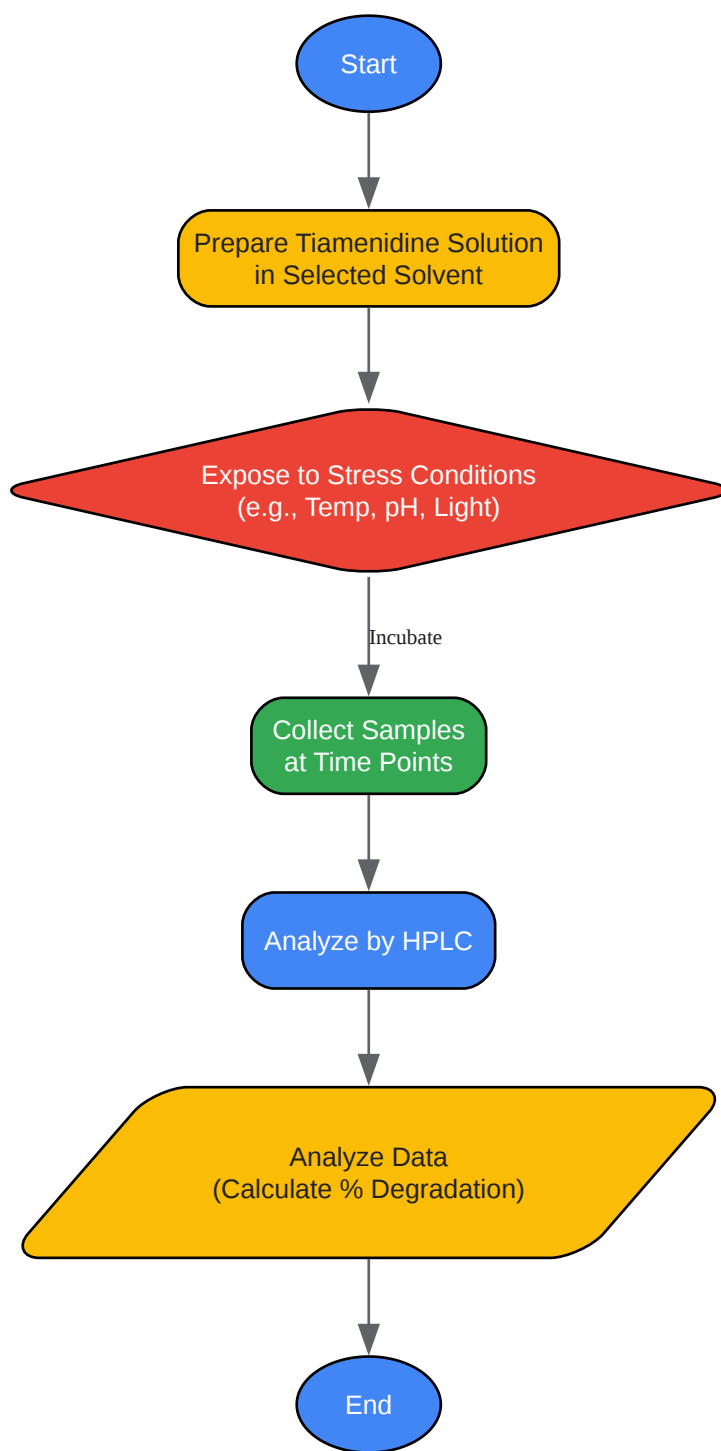 Start
Prepare Tiamenidine Solution
in Selected Solvent
Expose to Stress Conditions
(e.g., Temp, pH, Light)
Incubate
Collect Samples
at Time Points
Analyze by HPLC
Analyze Data
(Calculate % Degradation)
End